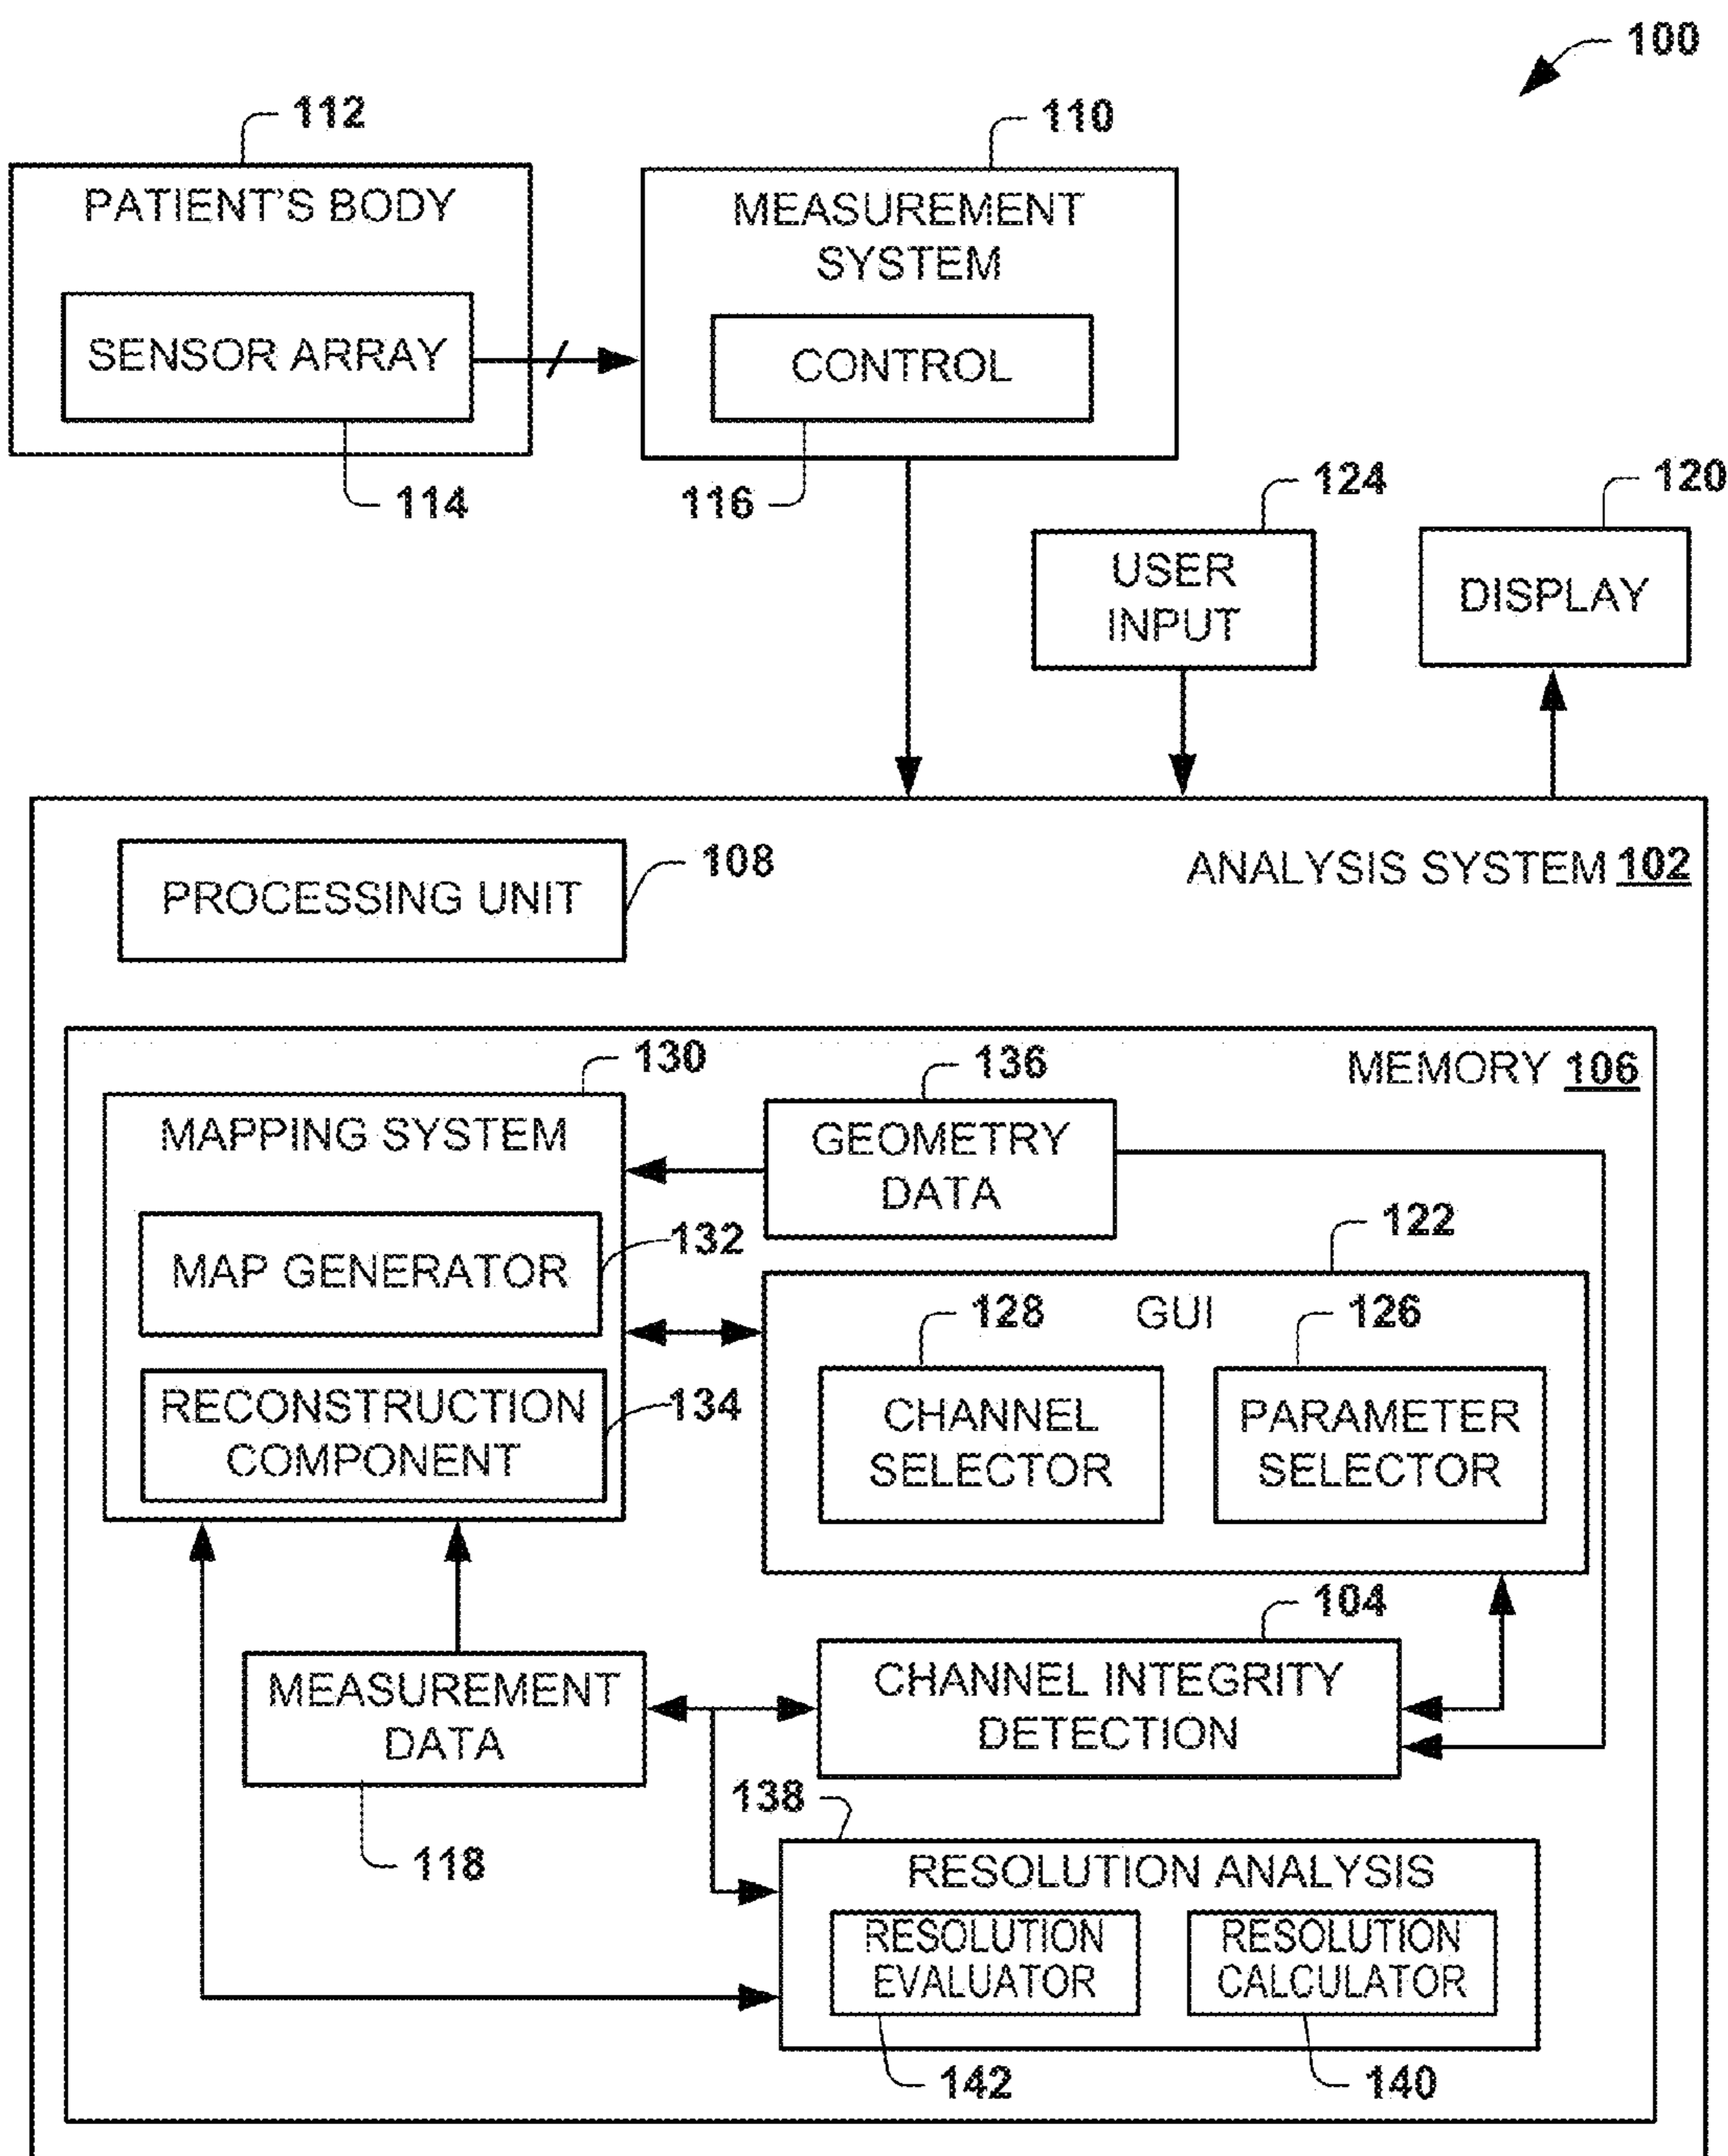 100
112
110
PATIENT'S BODY
MEASUREMENT
SYSTEM
SENSOR ARRAY
CONTROL
114
116
124
120
USER
INPUT
DISPLAY
108
ANALYSIS SYSTEM 102
PROCESSING UNIT
130
136
MEMORY 106
MAPPING SYSTEM
GEOMETRY
DATA
122
132
MAP GENERATOR
128
GUI
126
RECONSTRUCTION
COMPONENT
134
CHANNEL
SELECTOR
PARAMETER
SELECTOR
104
MEASUREMENT
DATA
CHANNEL INTEGRITY
DETECTION
138
118
RESOLUTION ANALYSIS
RESOLUTION
EVALUATOR
RESOLUTION
CALCULATOR
142
140